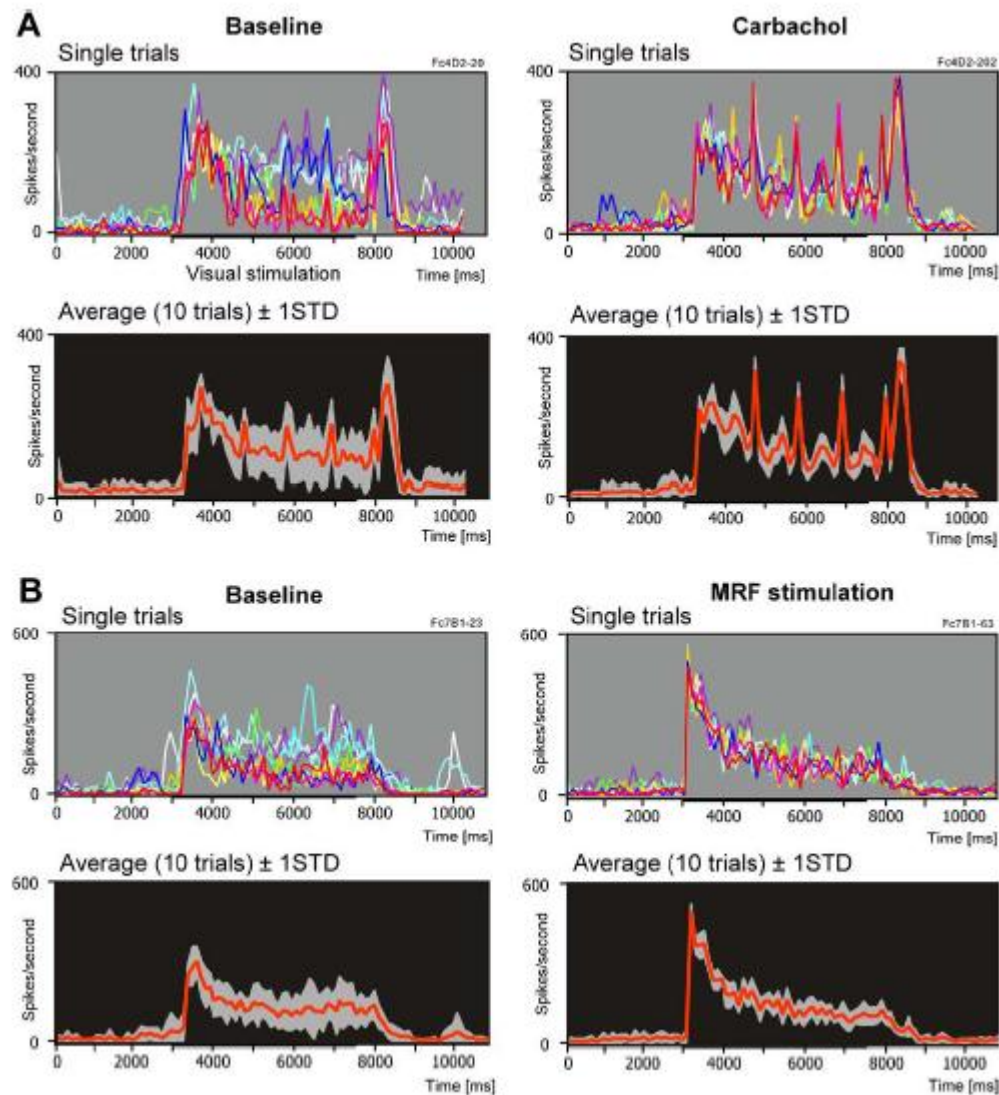 A
Baseline
Carbachol
Single trials
Fc4D2-20
Single trials
Fc4D2-202
400
Spikes/second
0
0 2000 4000 6000 8000 10000
Visual stimulation
Time [ms]
400
Spikes/second
0
0 2000 4000 6000 8000 10000
Time [ms]
Average (10 trials) ± 1STD
400
Spikes/second
0
0 2000 4000 6000 8000 10000
Time [ms]
Average (10 trials) ± 1STD
400
Spikes/second
0
0 2000 4000 6000 8000 10000
Time [ms]
B
Baseline
MRF stimulation
Single trials
Fc7B1-23
600
Spikes/second
0
0 2000 4000 6000 8000 10000
Time [ms]
Single trials
Fc7B1-63
600
Spikes/second
0
0 2000 4000 6000 8000 10000
Time [ms]
Average (10 trials) ± 1STD
600
Spikes/second
0
0 2000 4000 6000 8000 10000
Time [ms]
Average (10 trials) ± 1STD
600
Spikes/second
0
0 2000 4000 6000 8000 10000
Time [ms]